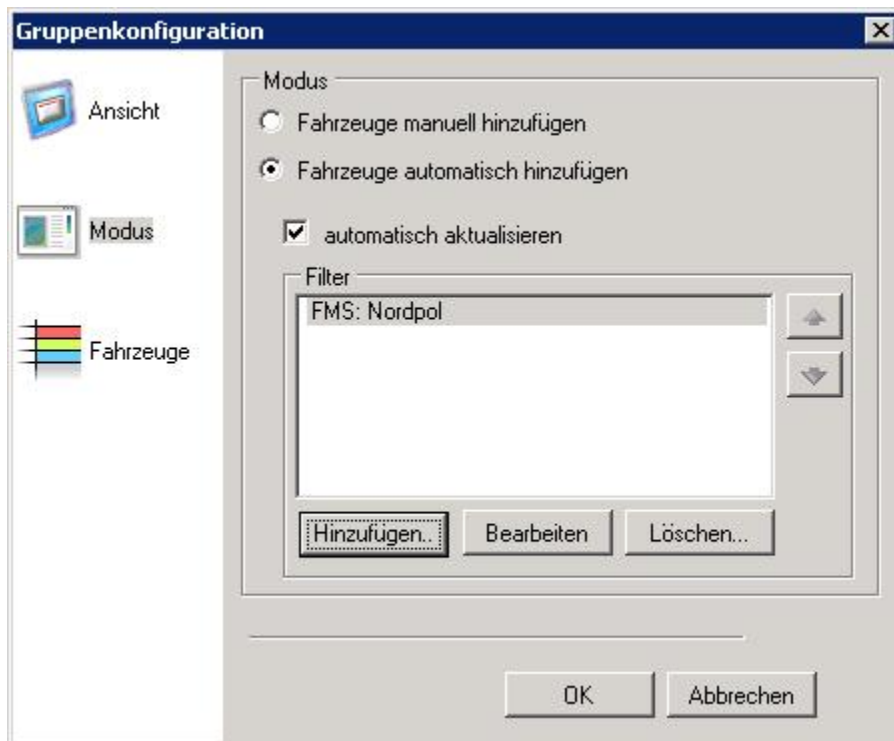 Gruppenkonfiguration
Ansicht
Modus
Fahrzeuge
Modus
Fahrzeuge manuell hinzufügen
Fahrzeuge automatisch hinzufügen
automatisch aktualisieren
Filter
FMS: Nordpol
Hinzufügen..
Bearbeiten
Löschen...
OK
Abbrechen